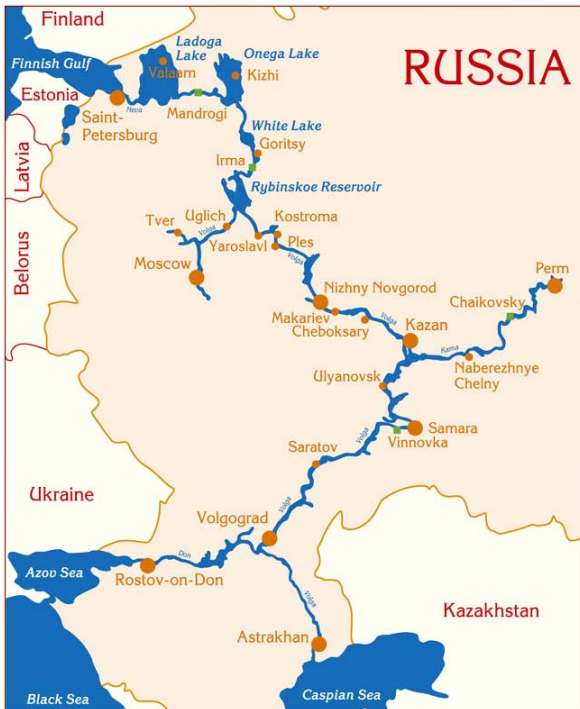 Finland
Ladoga
Lake
Onega Lake
RUSSIA
Finnish Gulf
Valaam
Kizhi
Estonia
Saint-
Petersburg
Neva
Mandrogi
White Lake
Goritsy
Irma
Latvia
Rybinskoe Reservoir
Tver
Uglich
Volga
Kostroma
Yaroslavl
Ples
Volga
Belorus
Moscow
Perm
Nizhny Novgorod
Chaikovsky
Makariev
Cheboksary
Volga
Kazan
Kama
Naberezhnye
Chelny
Ulyanovsk
Samara
Vinnovka
Volga
Saratov
Ukraine
Volga
Volgograd
Don
Azov Sea
Rostov-on-Don
Volga
Kazakhstan
Astrakhan
Black Sea
Caspian Sea